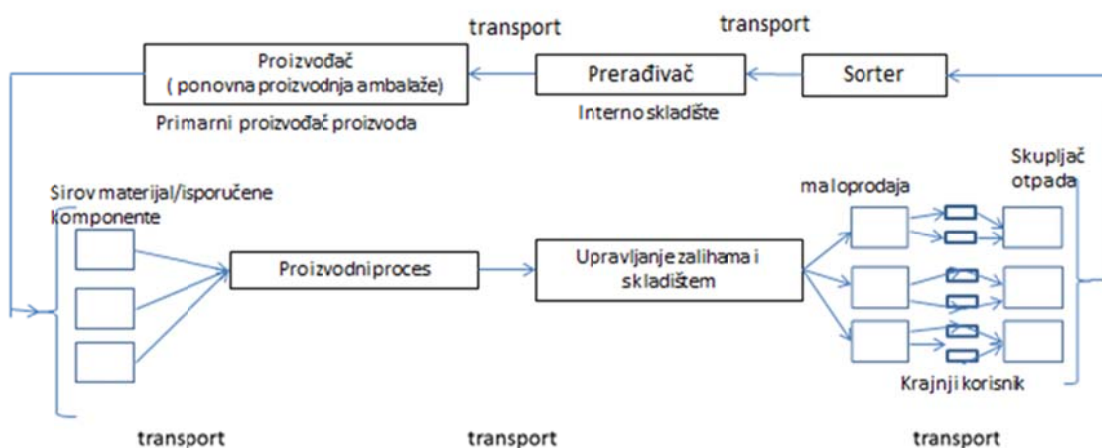 transport
transport
Proizvođač
( ponovna proizvodnja ambalaže)
Prerađivač
Sorter
Primarni proizvođač proizvoda
Interno skladište
Sirov materijal/isporučene
komponente
maloprodaja
Skupljač
otpada
Proizvodni proces
Upravljanje zalihama i
skladištem
Krajnji korisnik
transport
transport
transport